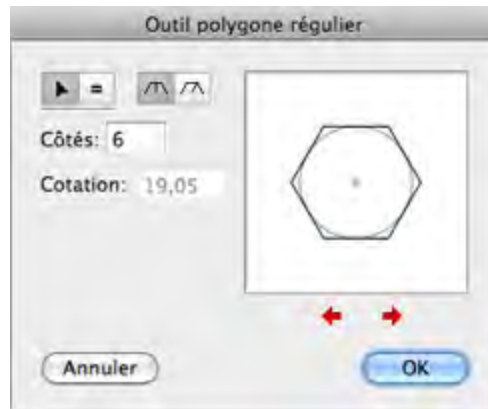 Outil polygone régulier
=
Côtés: 6
Cotation: 19,05
Annuler
OK